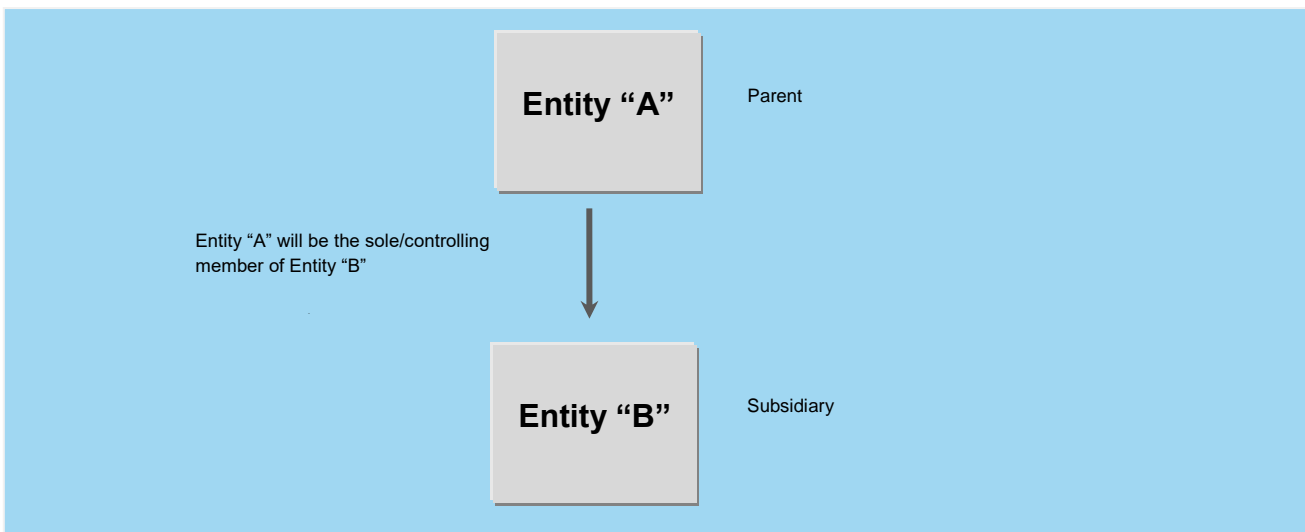 Entity “A”
Parent
Entity “A” will be the sole/controlling
member of Entity “B”
Entity “B”
Subsidiary